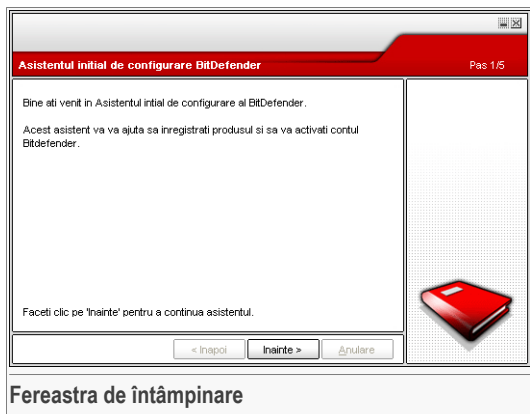 Asistentul initial de configurare BitDefender
Pas 1/5
Bine ati venit in Asistentul intial de configurare al BitDefender.
Acest asistent va va ajuta sa inregistrati produsul si sa va activati contul
Bitdefender.
Faceti clic pe 'Inainte' pentru a continua asistentul.
< Inapoi
Inainte >
Anulare
Fereastra de întâmpinare